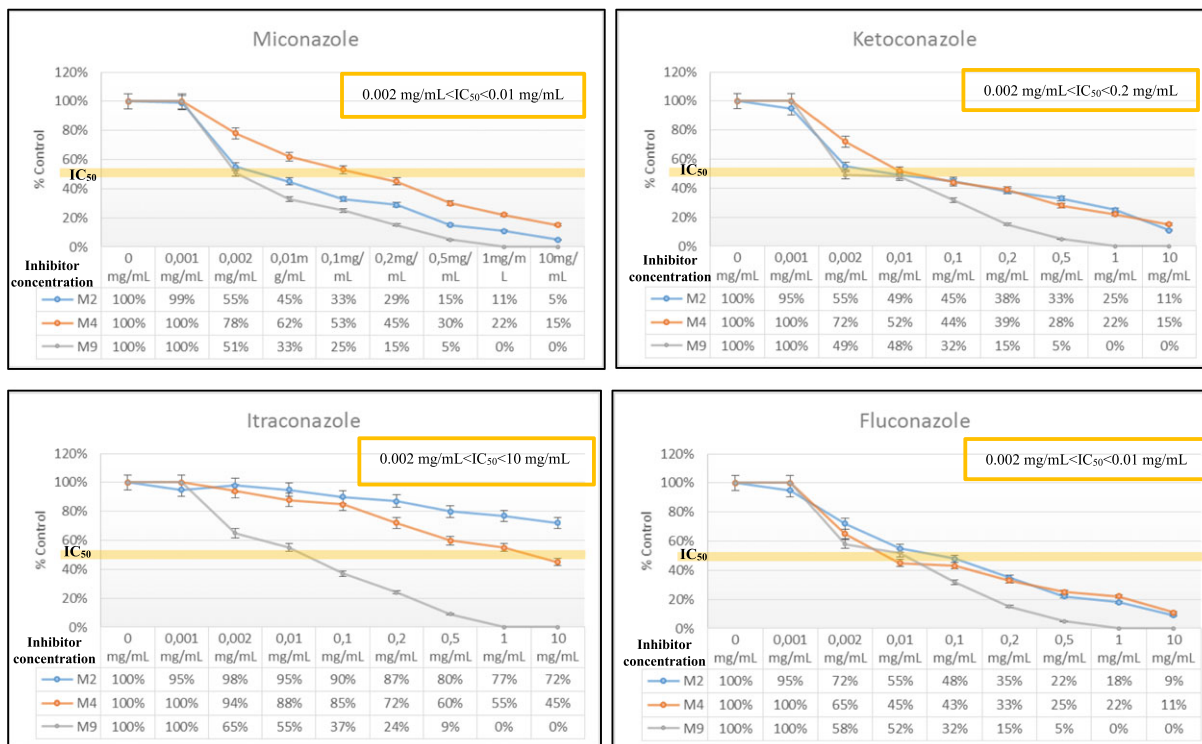 Miconazole
120%
0.002 mg/mL<IC50<0.01 mg/mL
100%
80%
60%
IC50
40%
20%
0%
% Control
Inhibitor concentration
0 mg/mL 0,001 mg/mL 0,002 mg/mL 0,01m g/mL 0,1mg/ mL 0,2mg/ mL 0,5mg/ mL 1mg/m L 10mg/ mL
M2 100% 99% 55% 45% 33% 29% 15% 11% 5%
M4 100% 100% 78% 62% 53% 45% 30% 22% 15%
M9 100% 100% 51% 33% 25% 15% 5% 0% 0%
Ketoconazole
120%
0.002 mg/mL<IC50<0.2 mg/mL
100%
80%
60%
IC50
40%
20%
0%
% Control
Inhibitor concentration
0 mg/mL 0,001 mg/mL 0,002 mg/mL 0,01 mg/mL 0,1 mg/mL 0,2 mg/mL 0,5 mg/mL 1 mg/mL 10 mg/mL
M2 100% 95% 55% 49% 45% 38% 33% 25% 11%
M4 100% 100% 72% 52% 44% 39% 28% 22% 15%
M9 100% 100% 49% 48% 32% 15% 5% 0% 0%
Itraconazole
120%
0.002 mg/mL<IC50<10 mg/mL
100%
80%
60%
IC50
40%
20%
0%
% Control
Inhibitor concentration
0 mg/mL 0,001 mg/mL 0,002 mg/mL 0,01 mg/mL 0,1 mg/mL 0,2 mg/mL 0,5 mg/mL 1 mg/mL 10 mg/mL
M2 100% 95% 98% 95% 90% 87% 80% 77% 72%
M4 100% 100% 94% 88% 85% 72% 60% 55% 45%
M9 100% 100% 65% 55% 37% 24% 9% 0% 0%
Fluconazole
120%
0.002 mg/mL<IC50<0.01 mg/mL
100%
80%
60%
IC50
40%
20%
0%
% Control
Inhibitor concentration
0 mg/mL 0,001 mg/mL 0,002 mg/mL 0,01 mg/mL 0,1 mg/mL 0,2 mg/mL 0,5 mg/mL 1 mg/mL 10 mg/mL
M2 100% 95% 72% 55% 48% 35% 22% 18% 9%
M4 100% 100% 65% 45% 43% 33% 25% 22% 11%
M9 100% 100% 58% 52% 32% 15% 5% 0% 0%